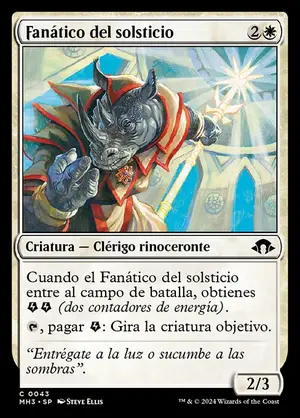 Fanático del solsticio 2
Criatura — Clérigo rinoceronte
Cuando el Fanático del solsticio
entre al campo de batalla, obtienes
(dos contadores de energía).
, pagar : Gira la criatura objetivo.
“Entrégate a la luz o sucumbe a las
sombras”.
2/3
C 0043
MH3 • SP STEVE ELLIS
™ & © 2024 Wizards of the Coast